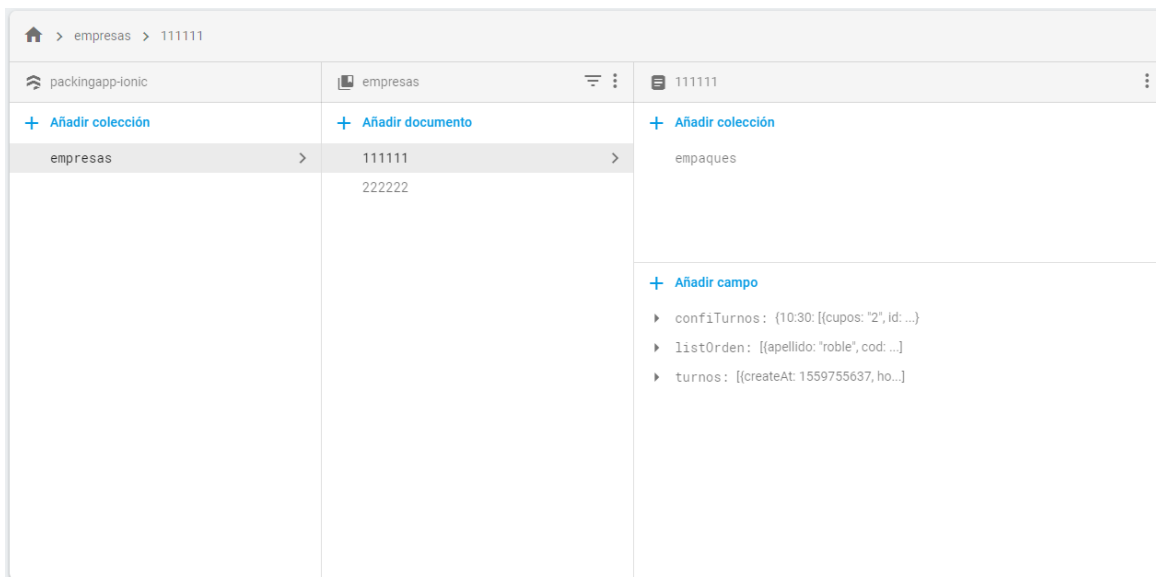 empresas > 111111
packingapp-ionic
empresas
111111
+ Añadir colección
+ Añadir documento
+ Añadir colección
empresas
111111
222222
empaques
+ Añadir campo
confiTurnos: {10:30: [{cupos: "2", id: ...}
listOrden: [{apellido: "roble", cod: ...]
turnos: [{createAt: 1559755637, ho...]